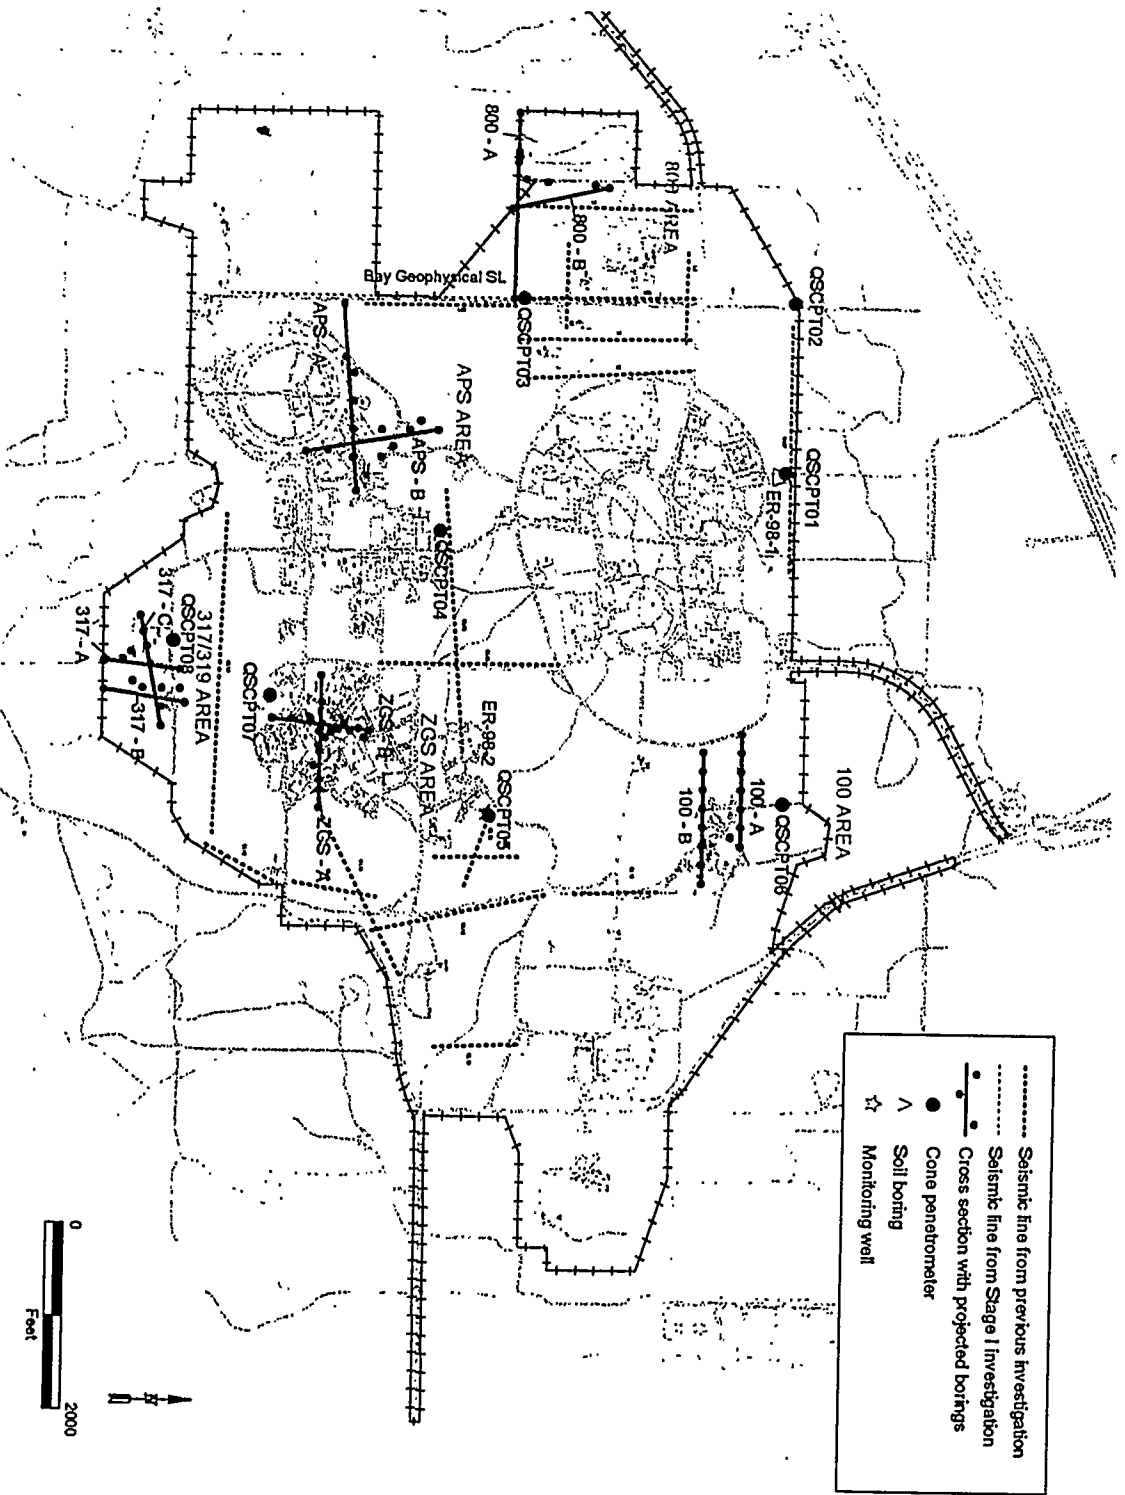 QSCPT02
QSCPT01
ER-98-1
800 AREA
800 - A
800 - B
Bay Geophysical SL
QSCPT03
APS - A
APS AREA
APS - B
QSCPT04
100 AREA
100 - A
100 - B
QSCPT06
ER-98-2
QSCPT05
ZGS AREA
ZGS - B
ZGS - A
QSCPT07
317/319 AREA
QSCPT08
317 - C
317 - A
317 - B
Seismic line from previous investigation
Seismic line from Stage I investigation
Cross section with projected borings
Cone penetrometer
Soil boring
Monitoring well
0
2000
Feet